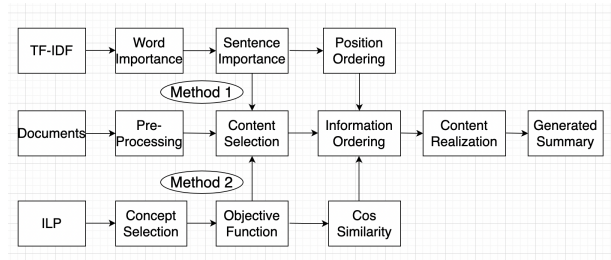 TF-IDF
Word
Importance
Sentence
Importance
Position
Ordering
Method 1
Documents
Pre-
Processing
Content
Selection
Information
Ordering
Content
Realization
Generated
Summary
Method 2
ILP
Concept
Selection
Objective
Function
Cos
Similarity